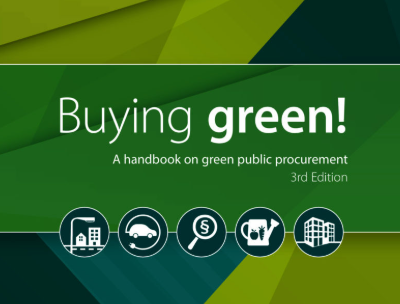 Buying green!
A handbook on green public procurement
3rd Edition
§